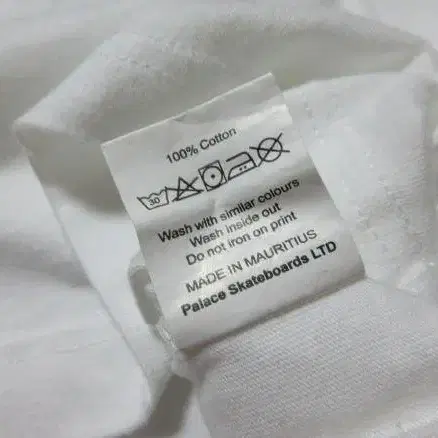 100% Cotton
30
Wash with similar colours
Wash inside out
Do not iron on print
MADE IN MAURITIUS
Palace Skateboards LTD